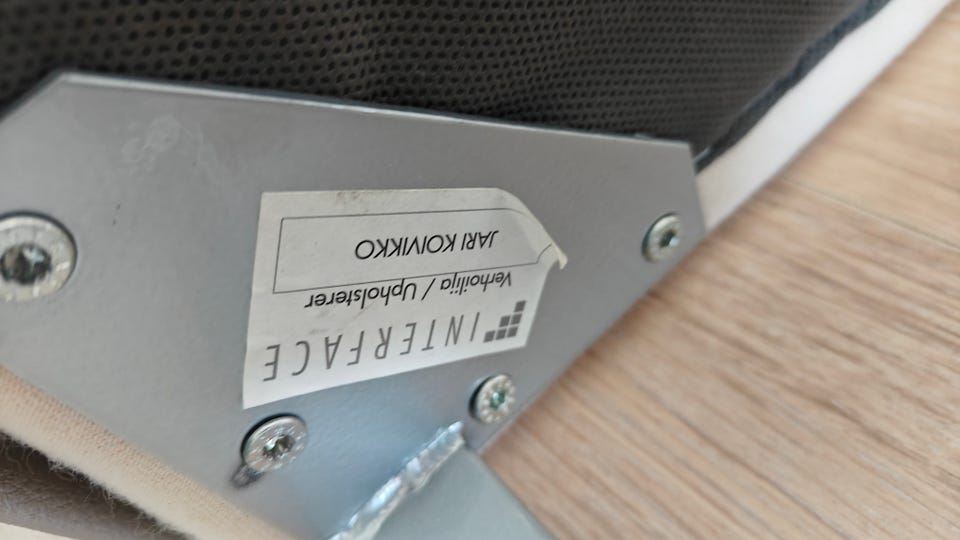 INTERFACE
Verhoilija / Upholsterer
JARI KOIVIKKO